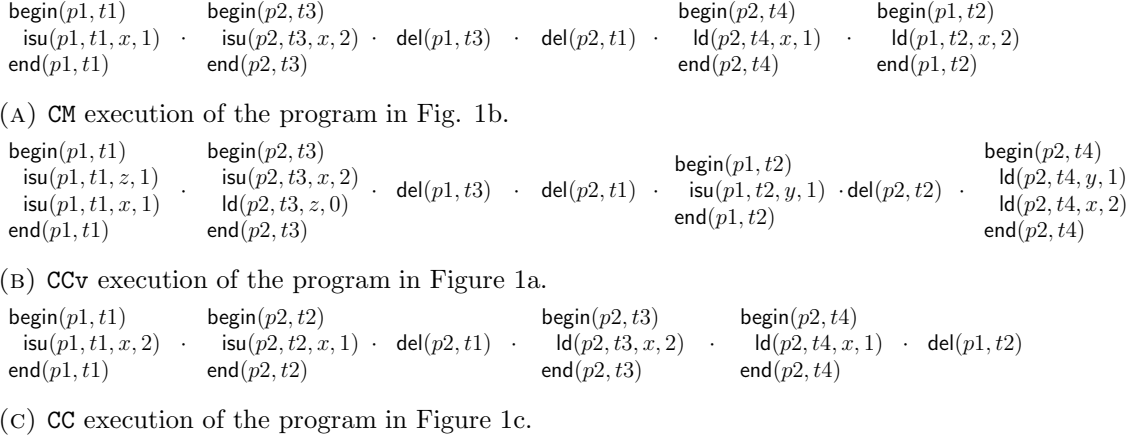 begin(p1, t1) begin(p2, t3) begin(p2, t4) begin(p1, t2)
isu(p1, t1, x, 1) · isu(p2, t3, x, 2) · del(p1, t3) · del(p2, t1) · ld(p2, t4, x, 1) · ld(p1, t2, x, 2)
end(p1, t1) end(p2, t3) end(p2, t4) end(p1, t2)
(A) CM execution of the program in Fig. 1b.
begin(p1, t1) begin(p2, t3) begin(p1, t2) begin(p2, t4)
isu(p1, t1, z, 1) isu(p2, t3, x, 2) ld(p2, t4, y, 1)
· · del(p1, t3) · del(p2, t1) · isu(p1, t2, y, 1) · del(p2, t2) ·
isu(p1, t1, x, 1) ld(p2, t3, z, 0) ld(p2, t4, x, 2)
end(p1, t1) end(p2, t3) end(p1, t2) end(p2, t4)
(B) CCv execution of the program in Figure 1a.
begin(p1, t1) begin(p2, t2) begin(p2, t3) begin(p2, t4)
isu(p1, t1, x, 2) · isu(p2, t2, x, 1) · del(p2, t1) · ld(p2, t3, x, 2) · ld(p2, t4, x, 1) · del(p1, t2)
end(p1, t1) end(p2, t2) end(p2, t3) end(p2, t4)
(C) CC execution of the program in Figure 1c.